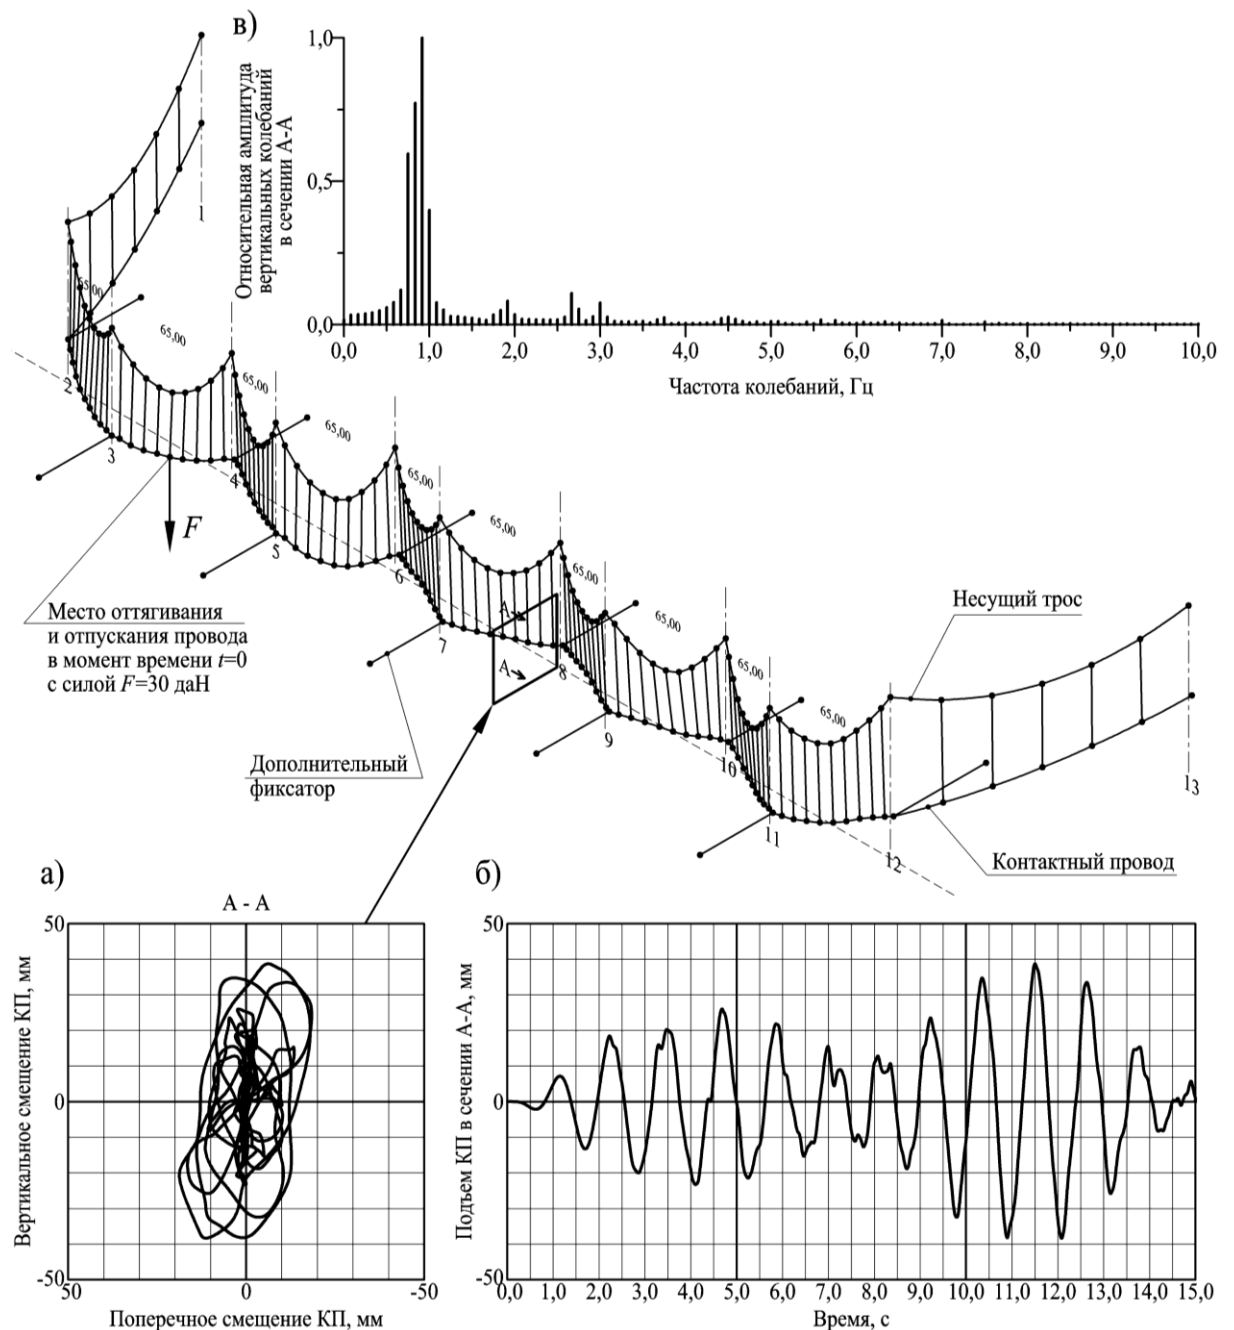 в)
Относительная амплитуда
вертикальных колебаний
в сечении А-А
1,0
0,5
0,0
0,0 1,0 2,0 3,0 4,0 5,0 6,0 7,0 8,0 9,0 10,0
Частота колебаний, Гц
1
65,00
65,00
2
3
65,00
65,00
4
F
5
65,00
65,00
6
7
65,00
65,00
А
А
8
9
65,00
65,00
10
11
12
13
Место оттягивания
и отпускания провода
в момент времени t=0
с силой F=30 даН
Несущий трос
Дополнительный
фиксатор
Контактный провод
а)
А - А
Вертикальное смещение КП, мм
50
0
-50
50 0 -50
Поперечное смещение КП, мм
б)
Подъем КП в сечении А-А, мм
50
0
-50
0,0 1,0 2,0 3,0 4,0 5,0 6,0 7,0 8,0 9,0 10,0 11,0 12,0 13,0 14,0 15,0
Время, с